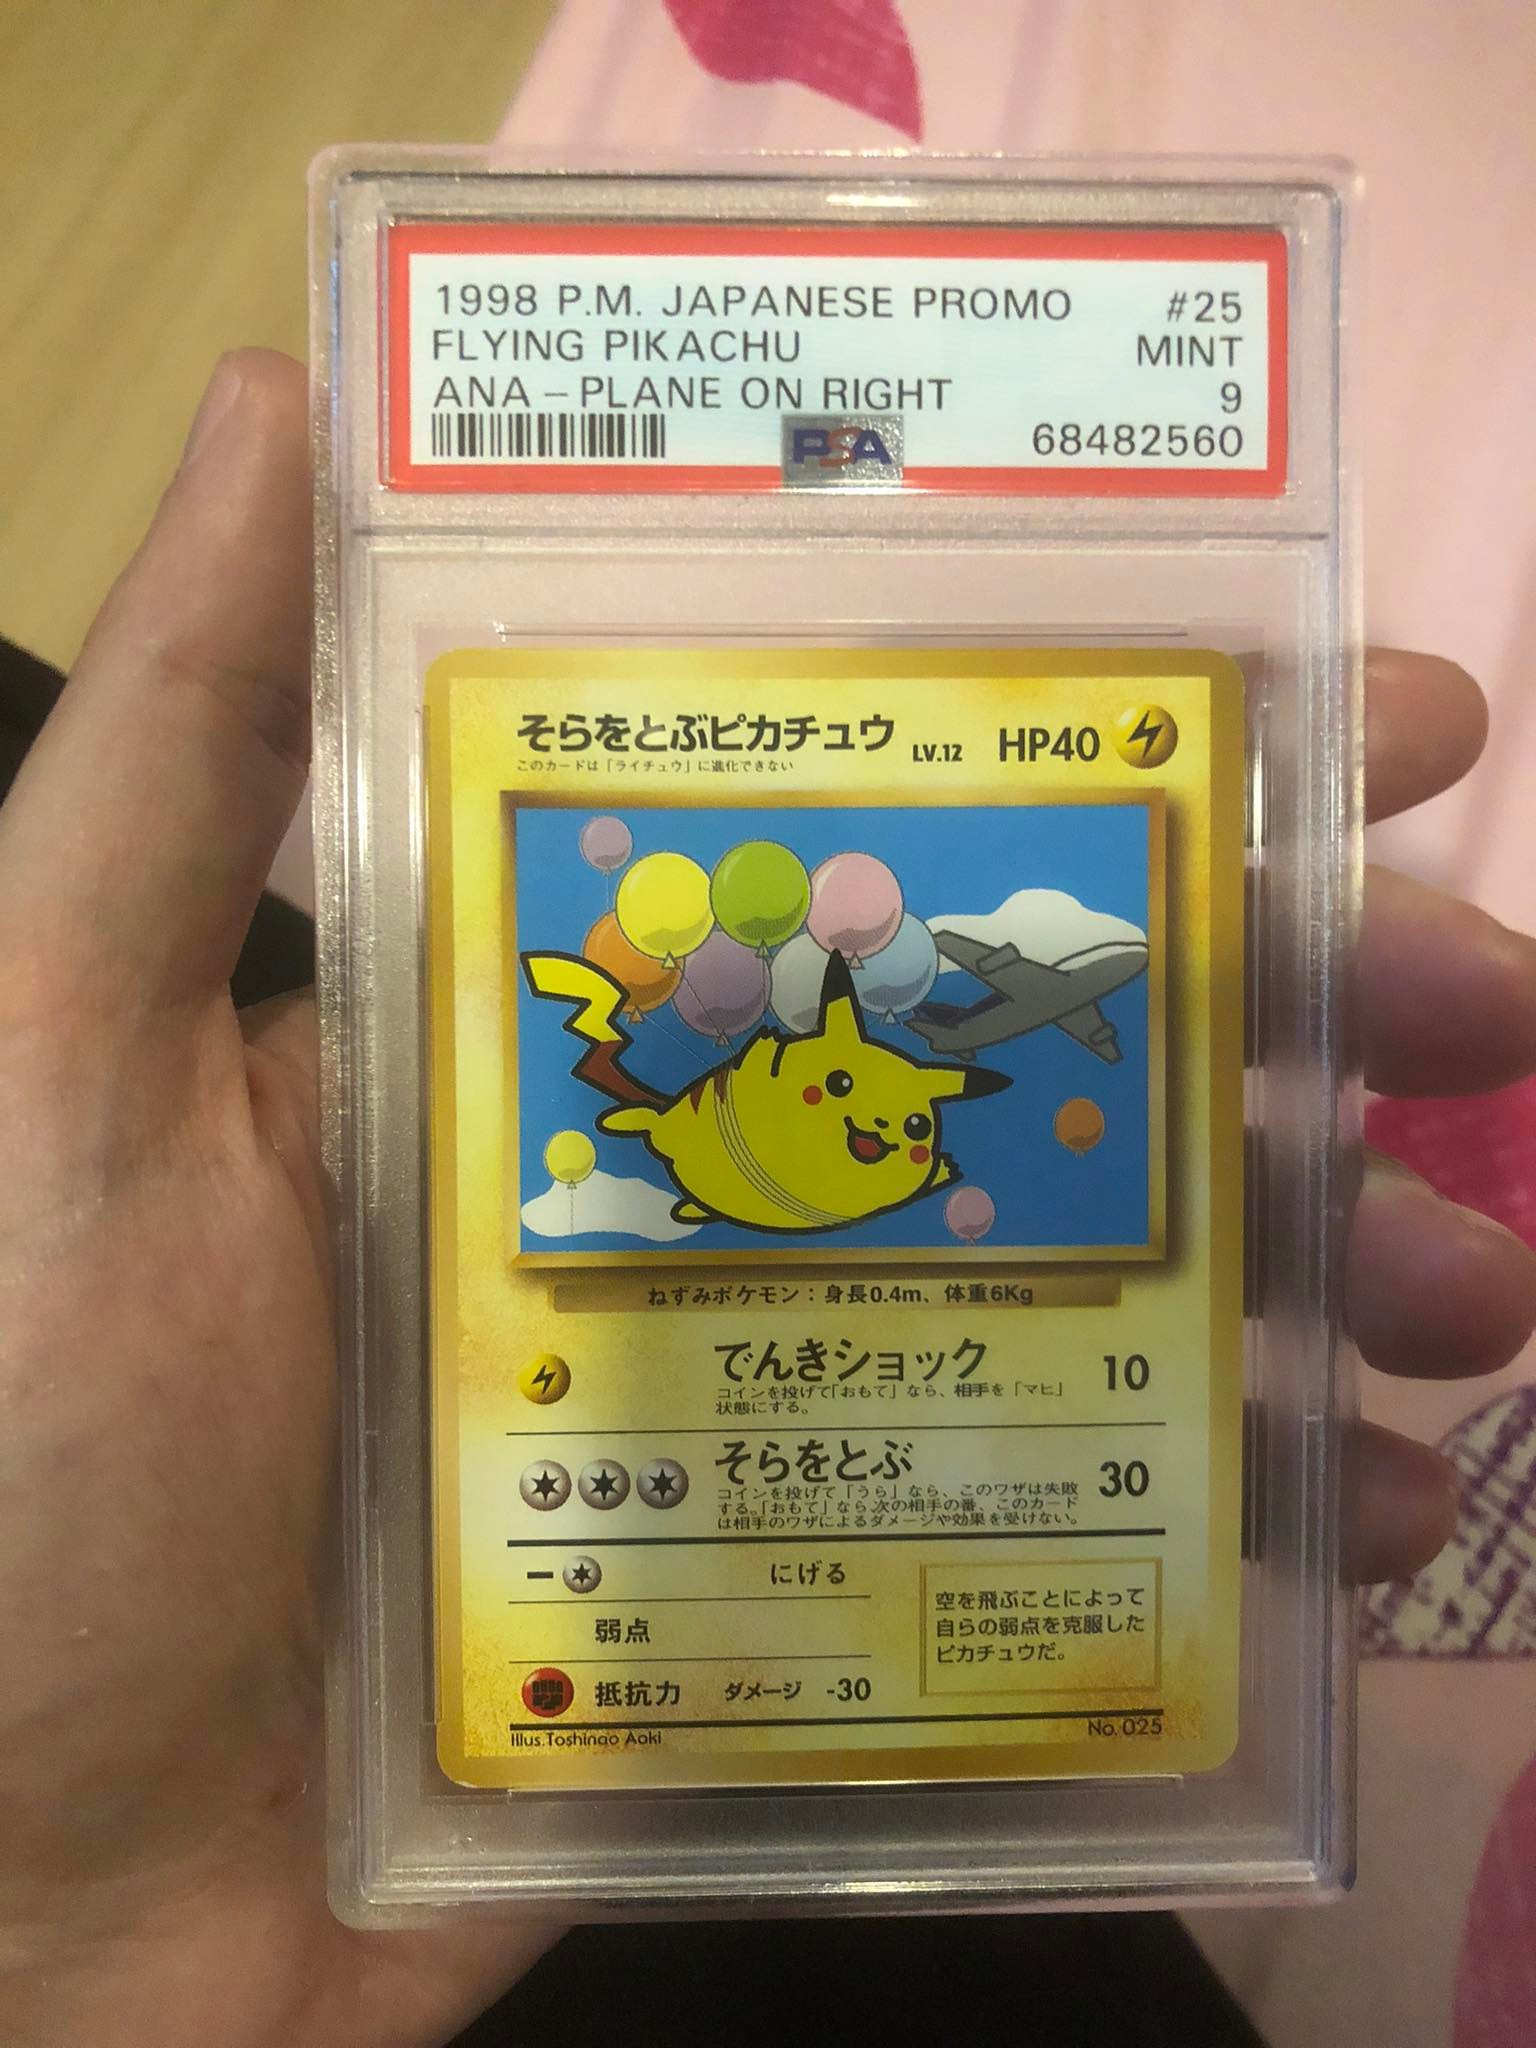 1998 P.M. JAPANESE PROMO #25
FLYING PIKACHU MINT
ANA - PLANE ON RIGHT 9
PSA 68482560
そらをとぶピカチュウ LV.12 HP40
このカードは「ライチュウ」に進化できない
ねずみポケモン：身長0.4m、体重6Kg
でんきショック 10
コインを投げて「おもて」なら、相手を「マヒ」
状態にする。
そらをとぶ 30
コインを投げて「うら」なら、このワザは失敗
する。「おもて」なら次の相手の番、このカード
は相手のワザによるダメージや効果を受けない。
にげる
弱点
抵抗力 ダメージ -30
空を飛ぶことによって
自らの弱点を克服した
ピカチュウだ。
Illus.Toshinao Aoki No. 025